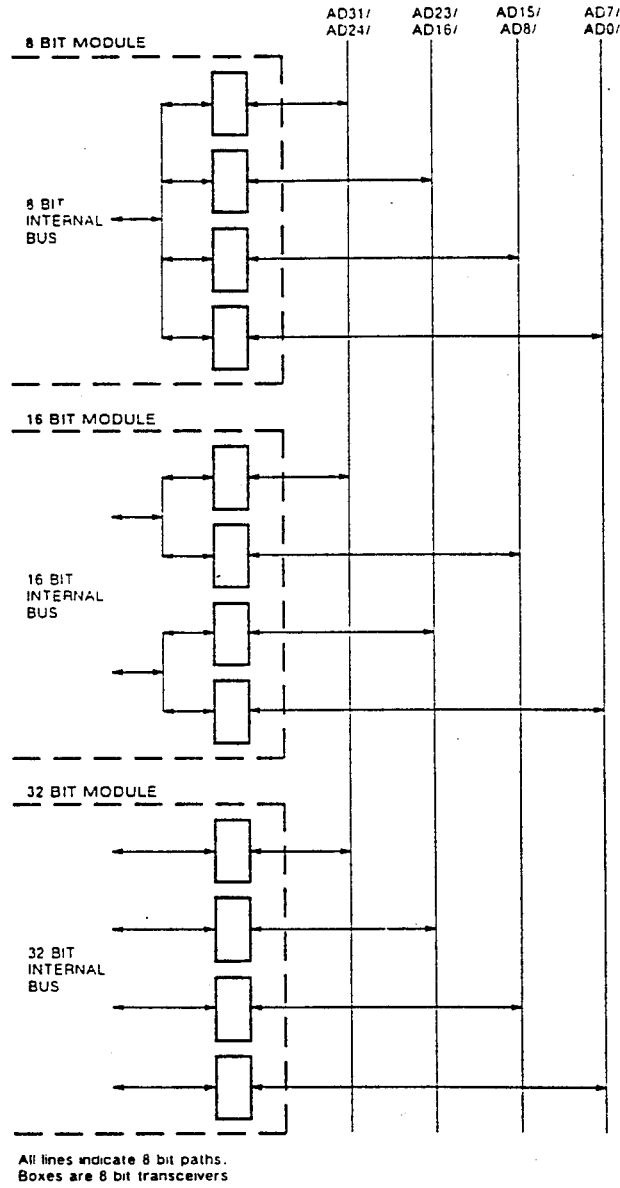 AD31/ AD23/ AD15/ AD7/
AD24/ AD16/ AD8/ AD0/
8 BIT MODULE
8 BIT
INTERNAL
BUS
16 BIT MODULE
16 BIT
INTERNAL
BUS
32 BIT MODULE
32 BIT
INTERNAL
BUS
All lines indicate 8 bit paths.
Boxes are 8 bit transceivers